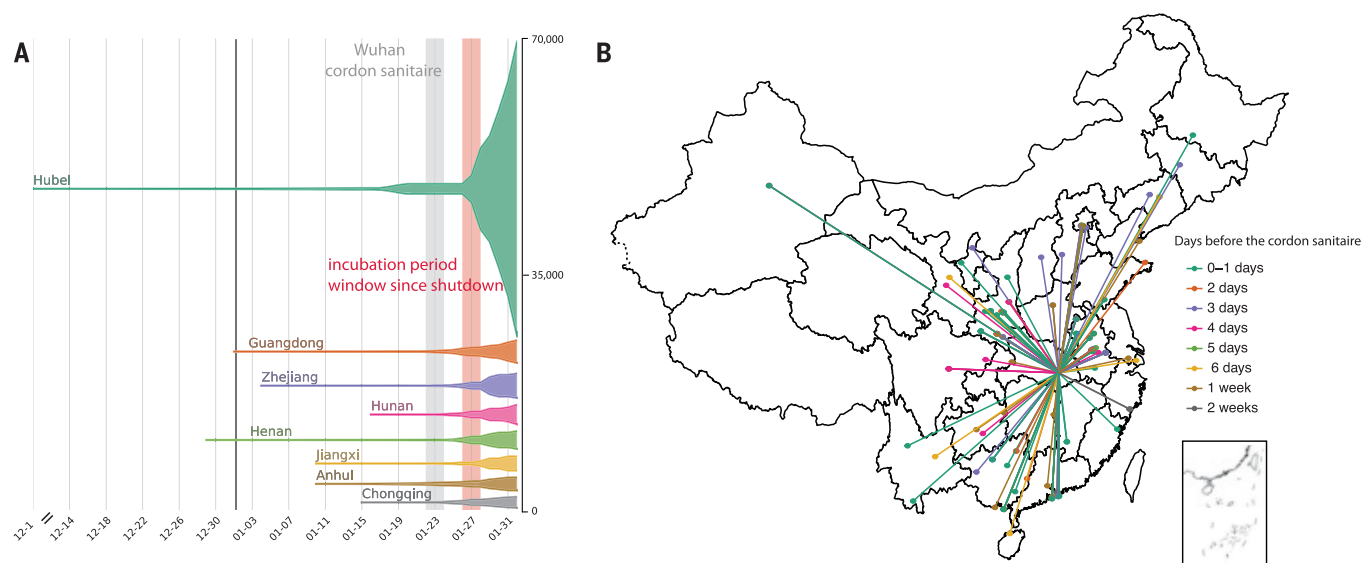 A
Wuhan
cordon sanitaire
70,000
Hubel
incubation period
window since shutdown
35,000
Guangdong
Zhejiang
Hunan
Henan
Jiangxi
Anhul
Chongqing
0
12-1
12-14
12-18
12-22
12-26
12-30
01-03
01-07
01-11
01-15
01-19
01-23
01-27
01-31
B
Days before the cordon sanitaire
0–1 days
2 days
3 days
4 days
5 days
6 days
1 week
2 weeks